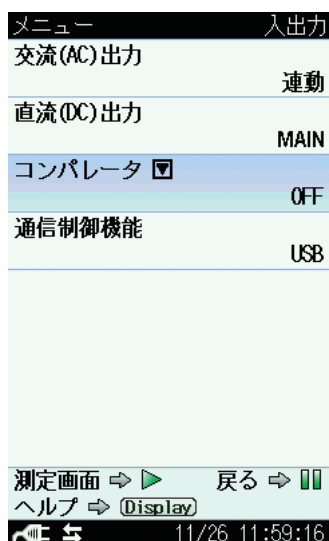 メニュー 入出力
交流(AC)出力
連動
直流(DC)出力
MAIN
コンパレータ
OFF
通信制御機能
USB
測定画面 ⇨ ▷ 戻る ⇨
ヘルプ ⇨ (Display)
11/26 11:59:16